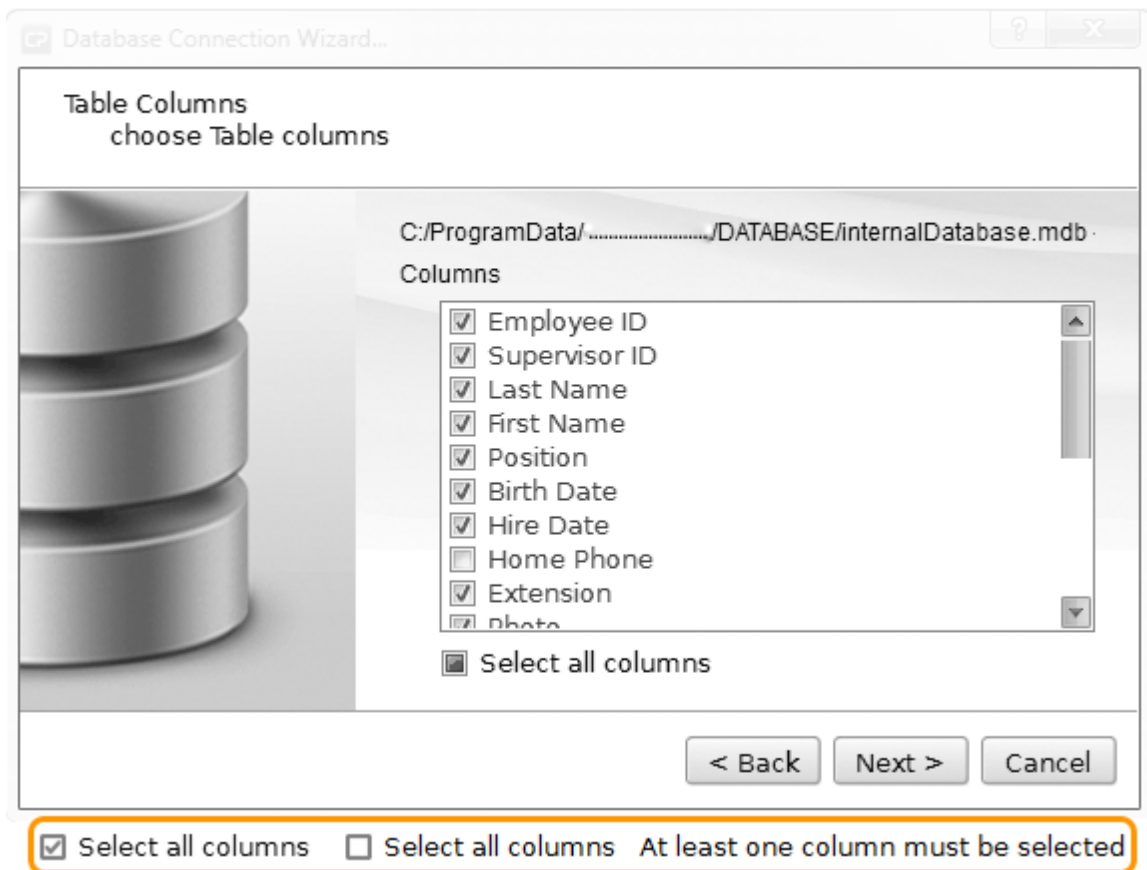 Database Connection Wizard...
Table Columns
choose Table columns
C:/ProgramData/........................../DATABASE/internalDatabase.mdb
Columns
Employee ID
Supervisor ID
Last Name
First Name
Position
Birth Date
Hire Date
Home Phone
Extension
Photo
Select all columns
< Back Next > Cancel
Select all columns Select all columns At least one column must be selected